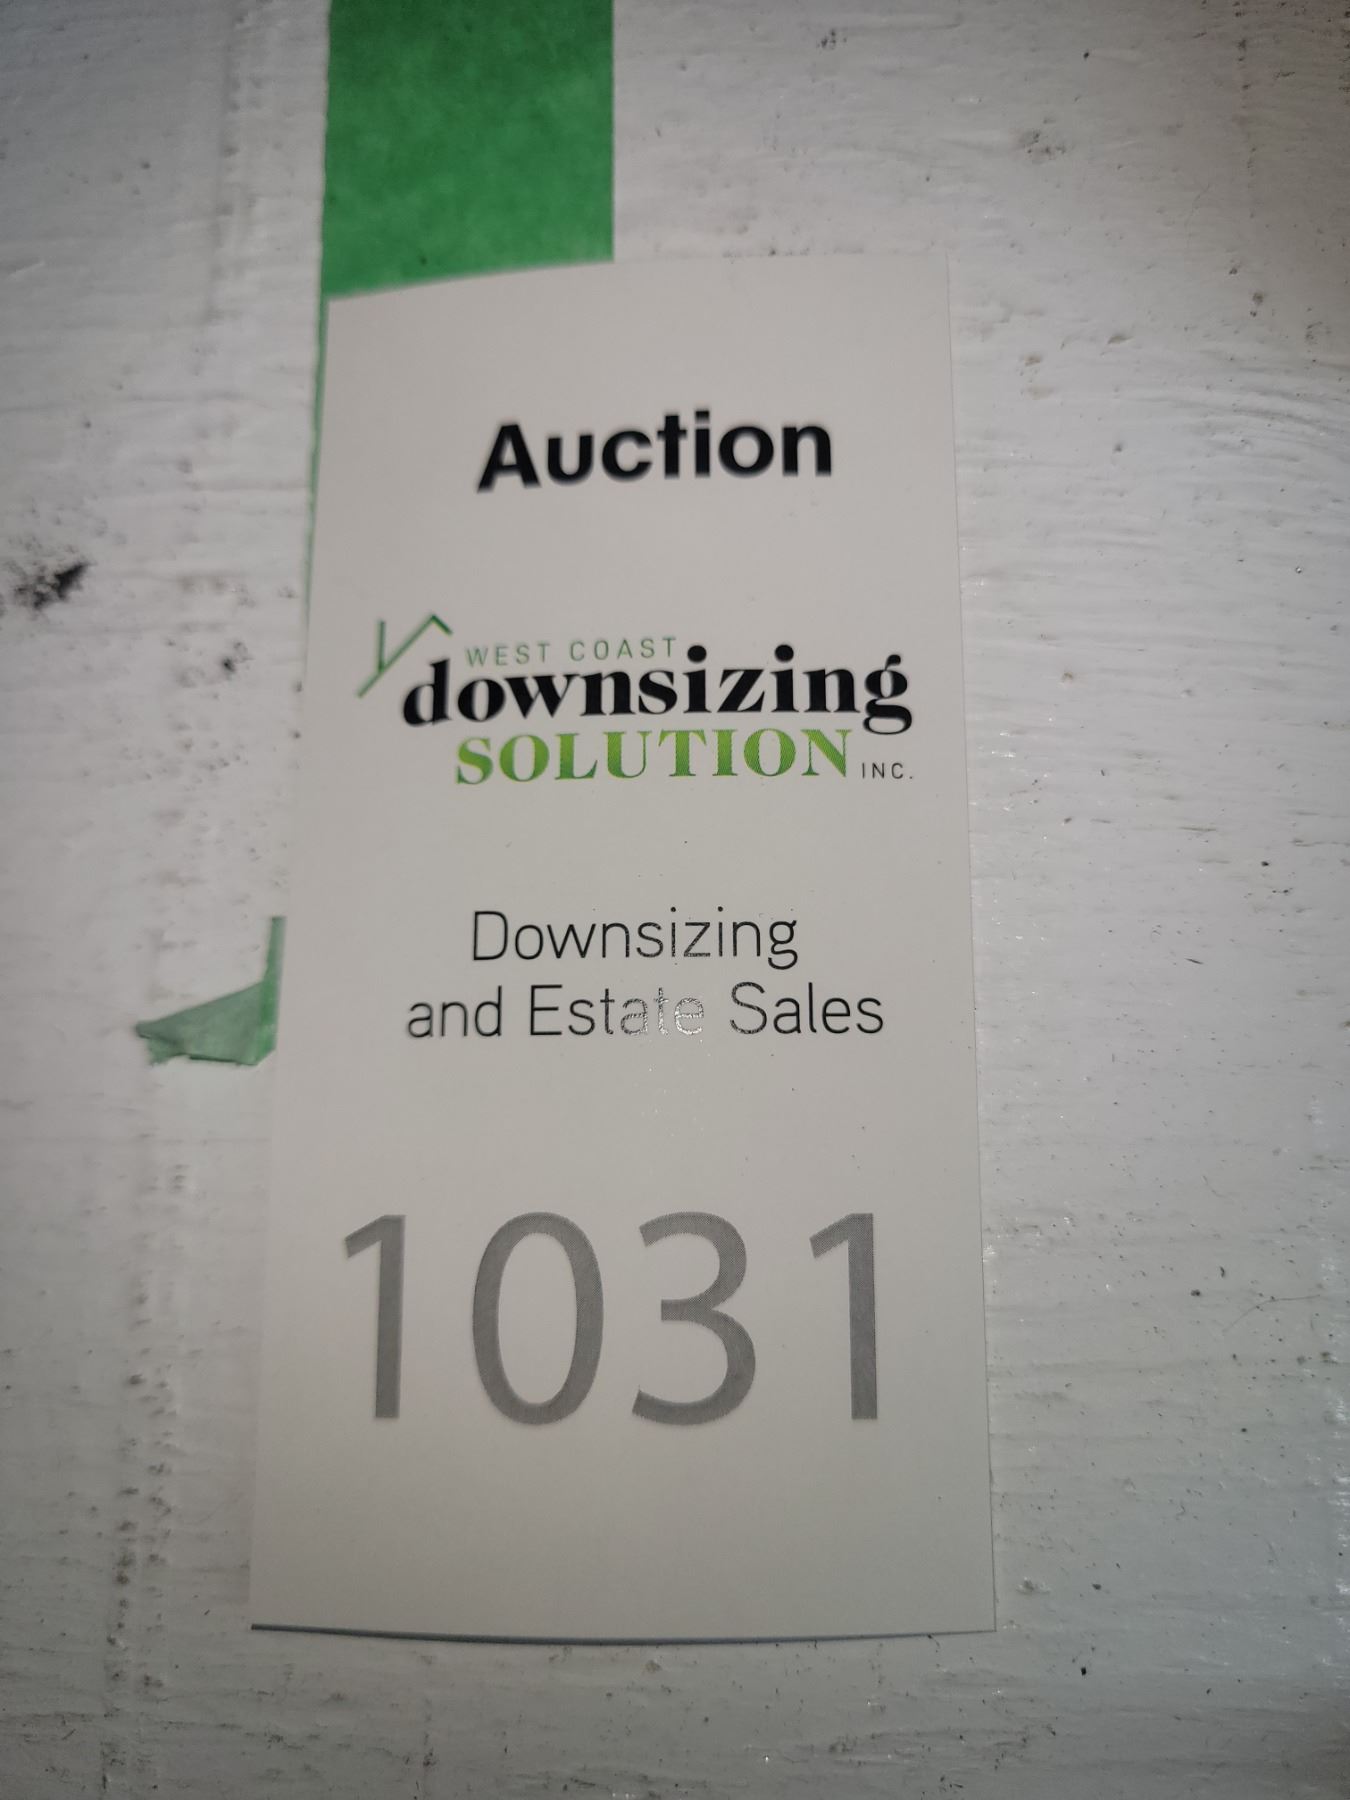 Auction
WEST COAST
downsizing
SOLUTION INC.
Downsizing
and Estate Sales
1031